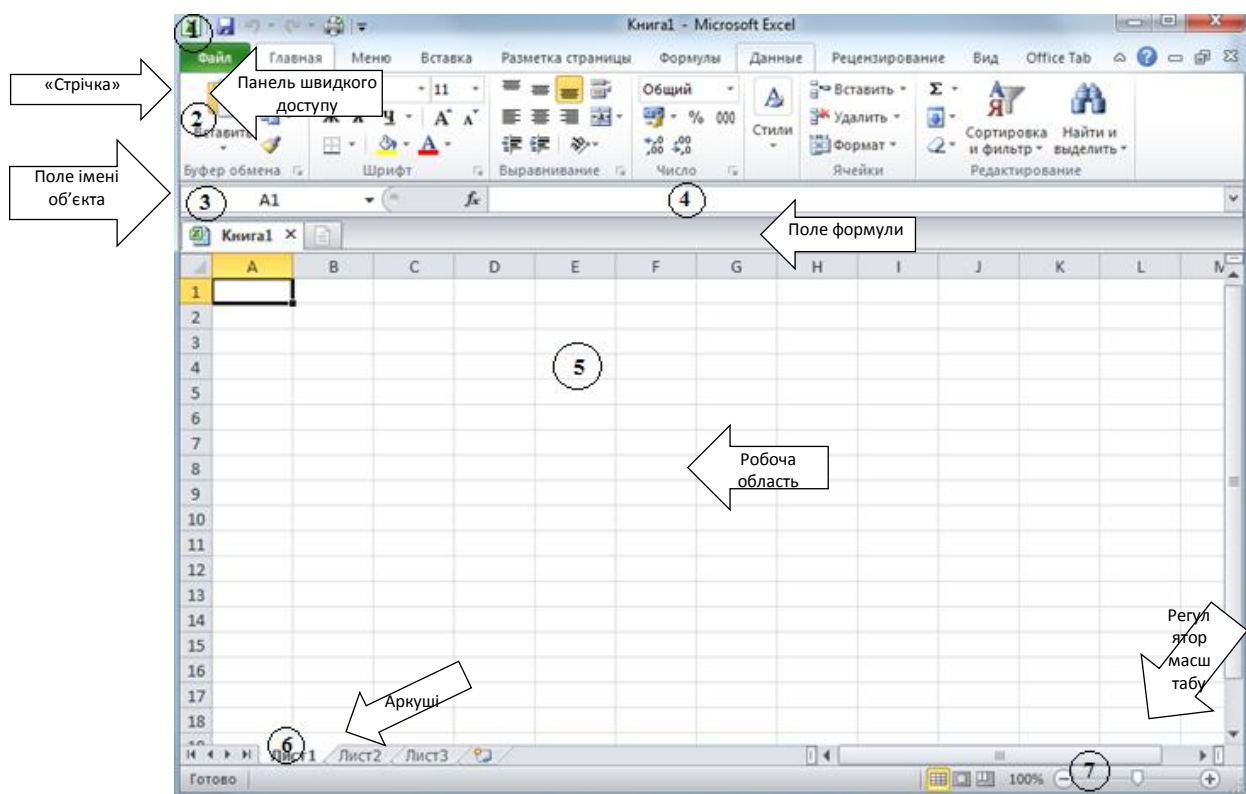 1
Книга1 - Microsoft Excel
Файл Главная Меню Вставка Разметка страницы Формулы Данные Рецензирование Вид Office Tab
«Стрічка»
Панель швидкого
доступу
11
Общий
Вставить
Σ
2
A A
% 000
Стили
Удалить
Сортировка
и фильтр
Найти и
выделить
Формат
Буфер обмена Шрифт Выравнивание Число Ячейки Редактирование
Поле імені
об’єкта
3 A1 fx 4
Поле формули
Книга1
A B C D E F G H I J K L M
1
2
3
4
5
5
6
7
8
9
Робоча
область
10
11
12
13
14
15
16
17
18
Регул
ятор
масш
табу
Аркуші
6
Лист1 Лист2 Лист3
Готово 100% 7